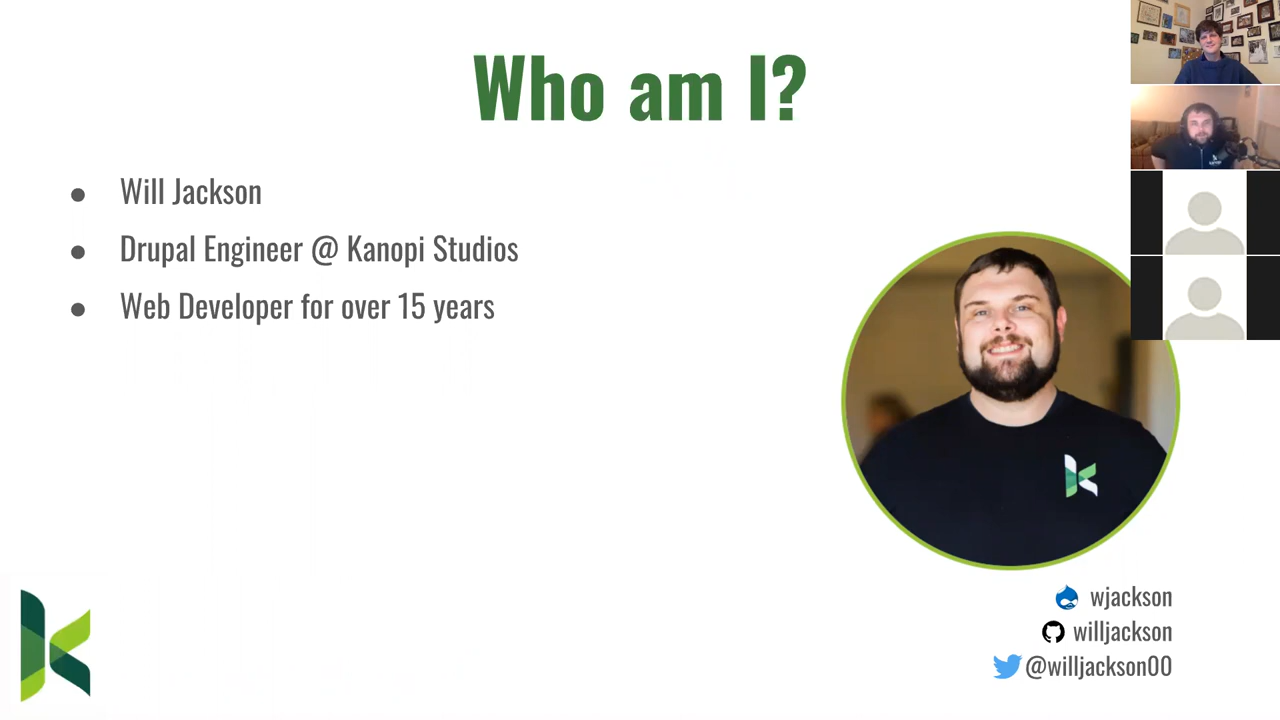 Who am I?
Will Jackson
Drupal Engineer @ Kanopi Studios
Web Developer for over 15 years
wjackson
willjackson
@willjackson00